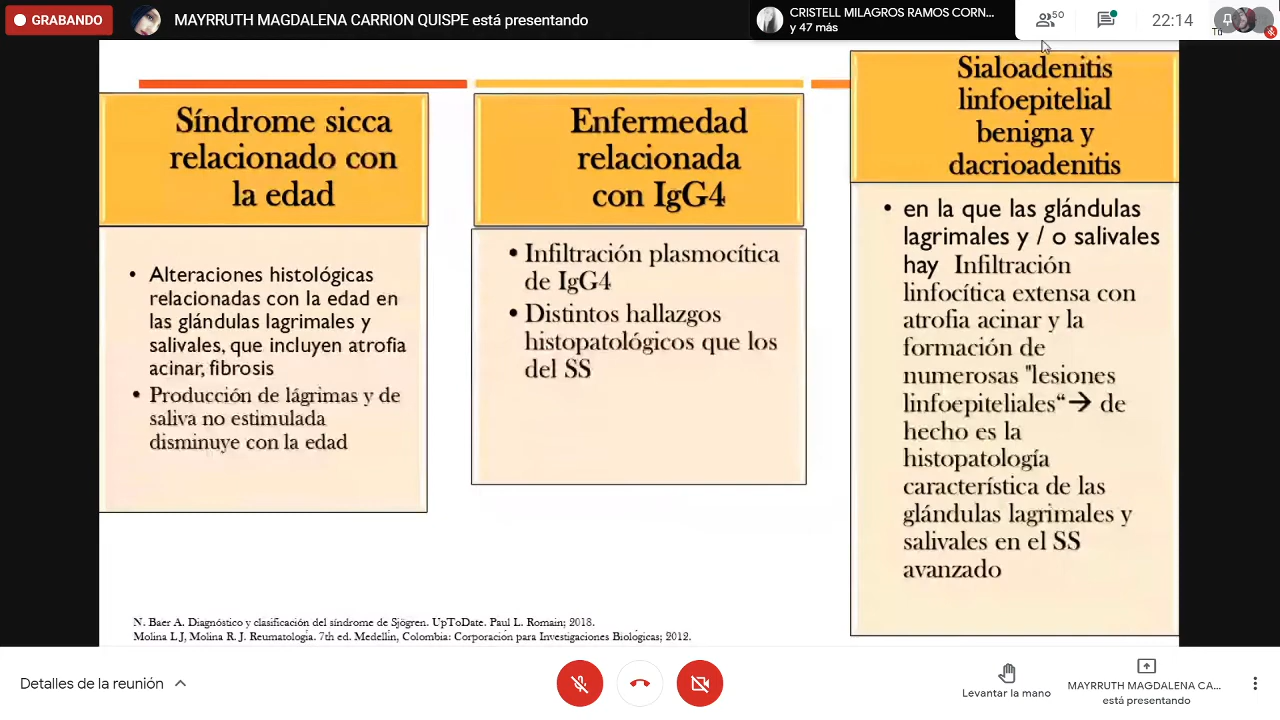 GRABANDO
MAYRRUTH MAGDALENA CARRION QUISPE está presentando
CRISTELL MILAGROS RAMOS CORN...
y 47 más
50
22:14
Tú
Síndrome sicca
relacionado con
la edad
• Alteraciones histológicas
relacionadas con la edad en
las glándulas lagrimales y
salivales, que incluyen atrofia
acinar, fibrosis
• Producción de lágrimas y de
saliva no estimulada
disminuye con la edad
Enfermedad
relacionada
con IgG4
• Infiltración plasmocítica
de IgG4
• Distintos hallazgos
histopatológicos que los
del SS
Sialoadenitis
linfoepitelial
benigna y
dacrioadenitis
• en la que las glándulas
lagrimales y / o salivales
hay Infiltración
linfocítica extensa con
atrofia acinar y la
formación de
numerosas "lesiones
linfoepiteliales“→ de
hecho es la
histopatología
característica de las
glándulas lagrimales y
salivales en el SS
avanzado
N. Baer A. Diagnóstico y clasificación del síndrome de Sjögren. UpToDate. Paul L. Romain; 2018.
Molina L J, Molina R. J. Reumatología. 7th ed. Medellín, Colombia: Corporación para Investigaciones Biológicas; 2012.
Detalles de la reunión
Levantar la mano
MAYRRUTH MAGDALENA CA...
está presentando